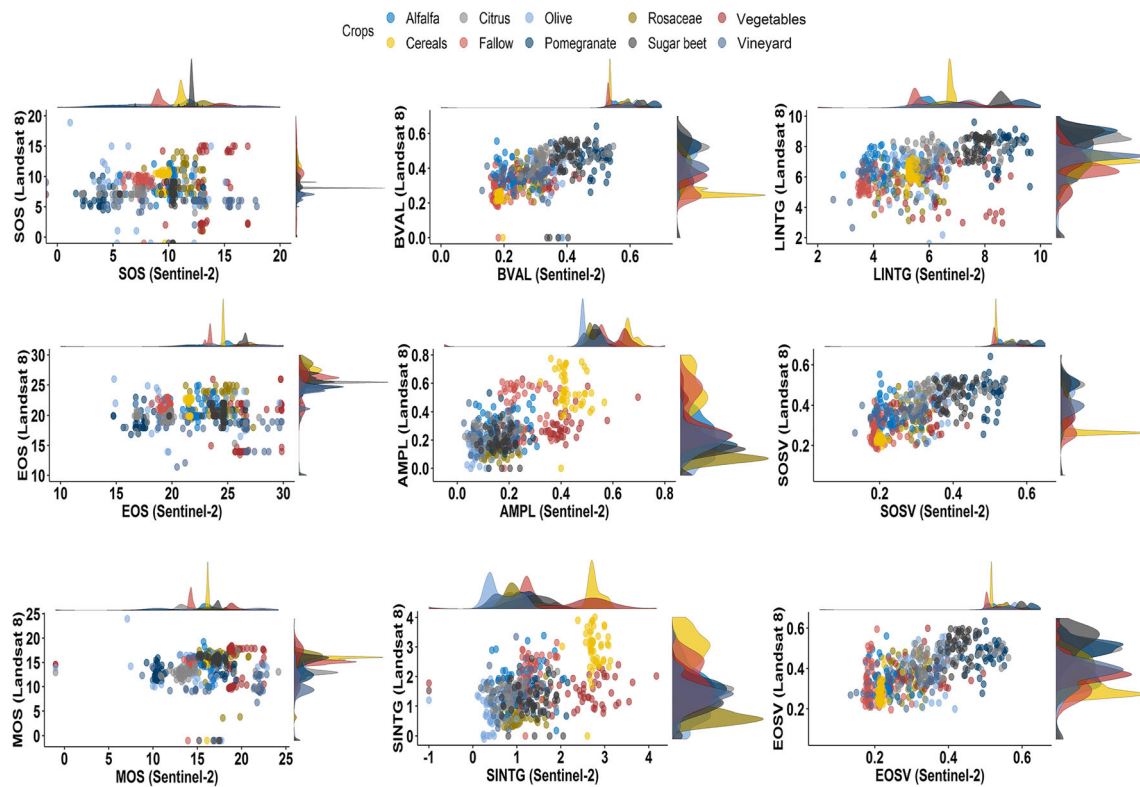 Crops Alfalfa Citrus Olive Rosaceae Vegetables
Cereals Fallow Pomegranate Sugar beet Vineyard
SOS (Landsat 8)
20
15
10
5
0
0 5 10 15 20
SOS (Sentinel-2)
BVAL (Landsat 8)
0.6
0.4
0.2
0.0
0.0 0.2 0.4 0.6
BVAL (Sentinel-2)
LINTG (Landsat 8)
10
8
6
4
2
2 4 6 8 10
LINTG (Sentinel-2)
EOS (Landsat 8)
30
25
20
15
10
10 15 20 25 30
EOS (Sentinel-2)
AMPL (Landsat 8)
0.8
0.6
0.4
0.2
0.0
0.0 0.2 0.4 0.6 0.8
AMPL (Sentinel-2)
SOSV (Landsat 8)
0.6
0.4
0.2
0.2 0.4 0.6
SOSV (Sentinel-2)
MOS (Landsat 8)
25
20
15
10
5
0
0 5 10 15 20 25
MOS (Sentinel-2)
SINTG (Landsat 8)
4
3
2
1
0
-1 0 1 2 3 4
SINTG (Sentinel-2)
EOSV (Landsat 8)
0.6
0.4
0.2
0.2 0.4 0.6
EOSV (Sentinel-2)